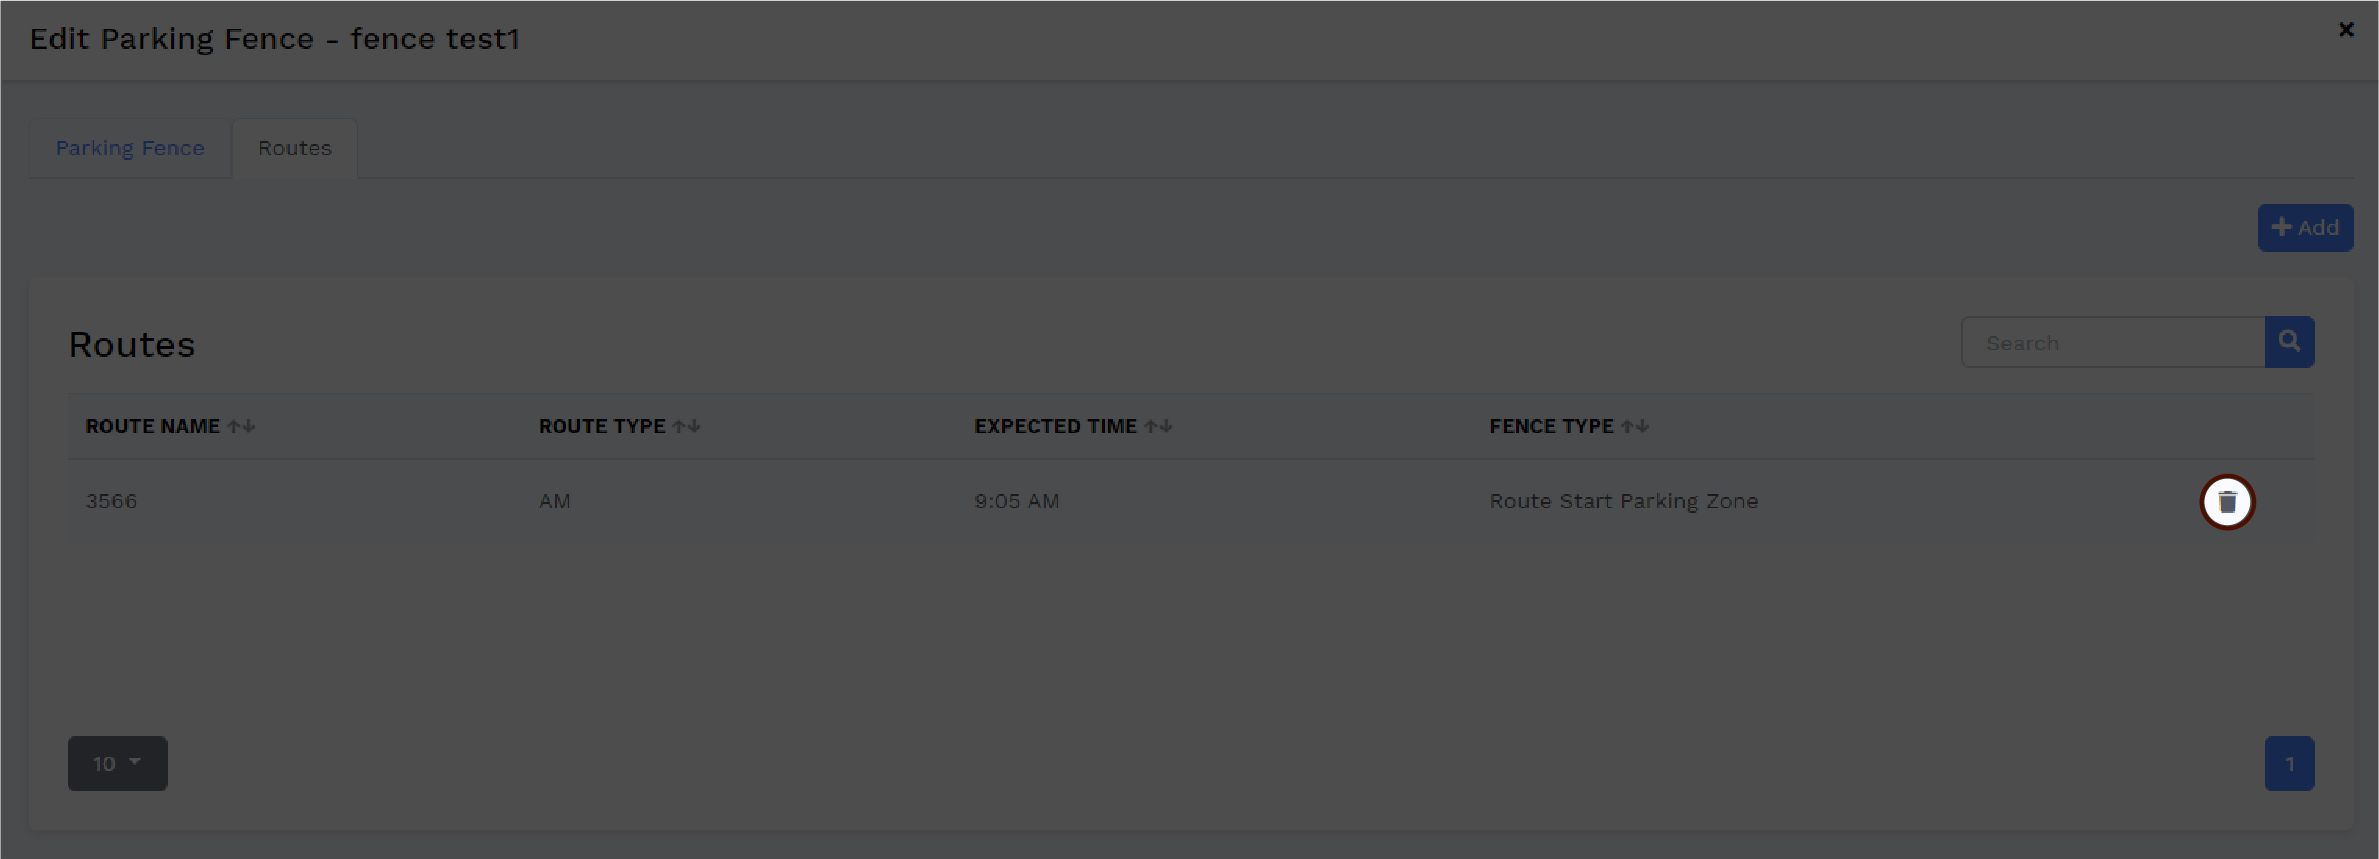 Edit Parking Fence - fence test1
Parking Fence
Routes
Add
Routes
Search
ROUTE NAME ROUTE TYPE EXPECTED TIME FENCE TYPE
3566 AM 9:05 AM Route Start Parking Zone
10
1